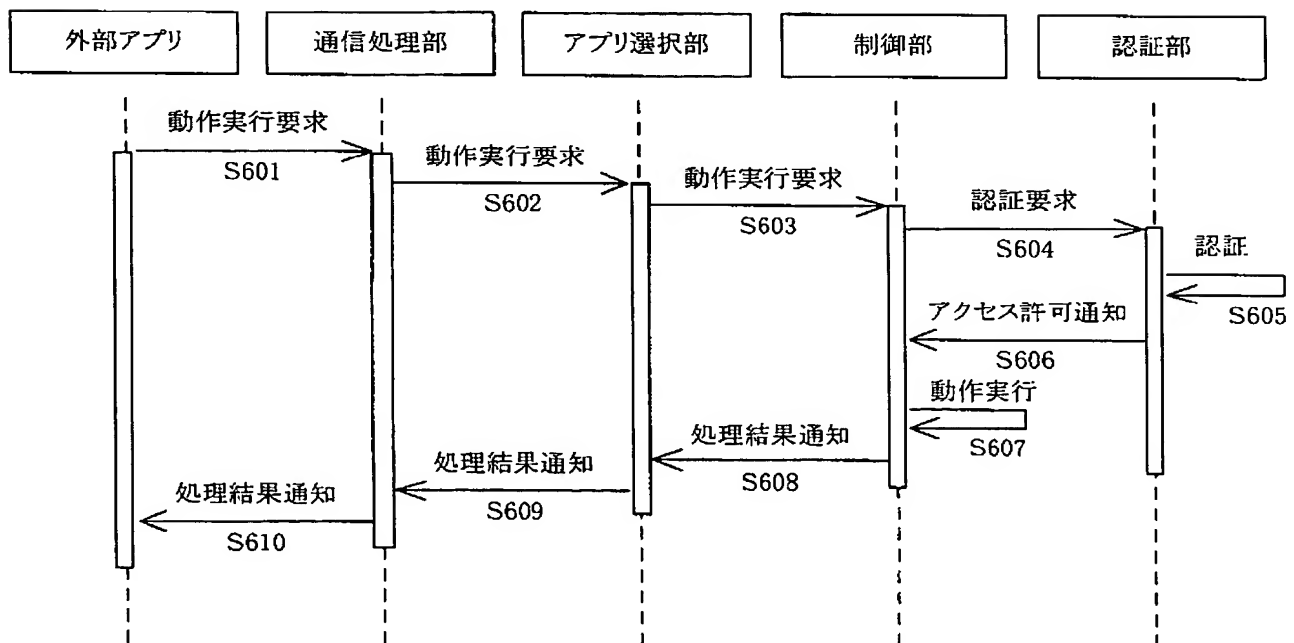 外部アプリ
通信処理部
アプリ選択部
制御部
認証部
動作実行要求
S601
動作実行要求
S602
動作実行要求
S603
認証要求
S604
認証
S605
アクセス許可通知
S606
動作実行
S607
処理結果通知
S608
処理結果通知
S609
処理結果通知
S610